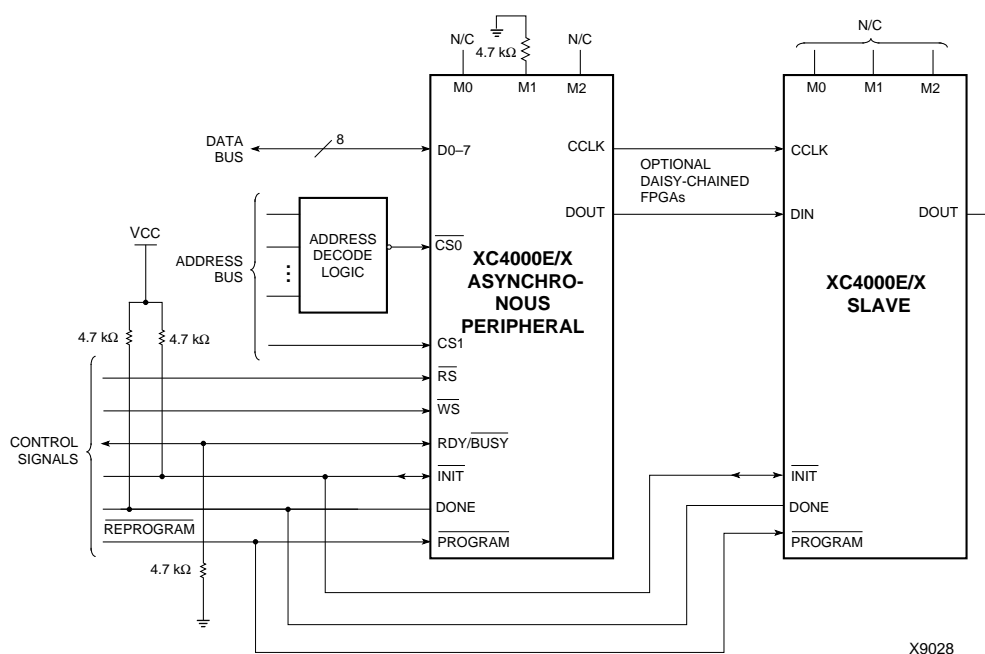 N/C
N/C
N/C
4.7 kΩ
M0
M1
M2
M0
M1
M2
DATA
BUS
8
D0–7
CCLK
CCLK
OPTIONAL
DAISY-CHAINED
FPGAs
DOUT
DIN
DOUT
VCC
ADDRESS
BUS
ADDRESS
DECODE
LOGIC
CS0
XC4000E/X
ASYNCHRO-
NOUS
PERIPHERAL
XC4000E/X
SLAVE
4.7 kΩ
4.7 kΩ
CS1
RS
WS
CONTROL
SIGNALS
RDY/BUSY
INIT
INIT
DONE
DONE
REPROGRAM
PROGRAM
PROGRAM
4.7 kΩ
X9028